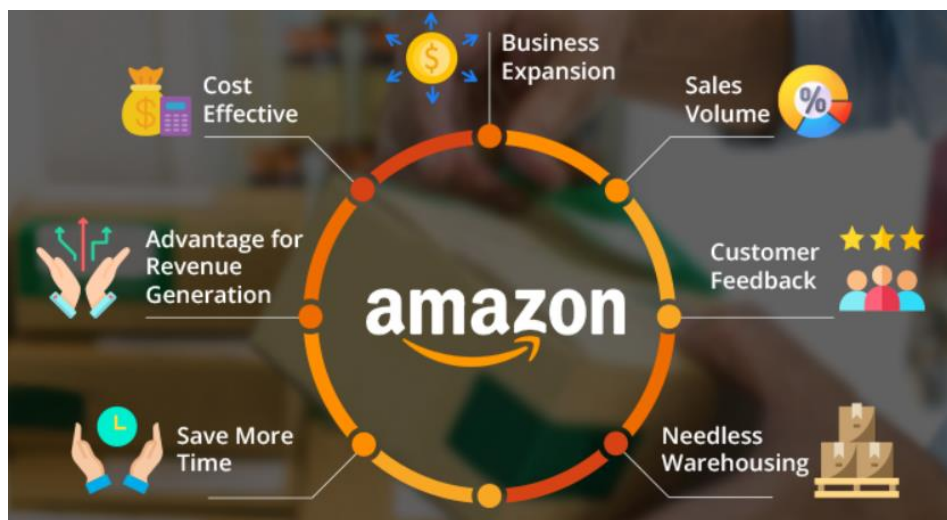 Business
Expansion
Cost
Effective
Sales
Volume
$
$
%
Advantage for
Revenue
Generation
Customer
Feedback
amazon
Save More
Time
Needless
Warehousing